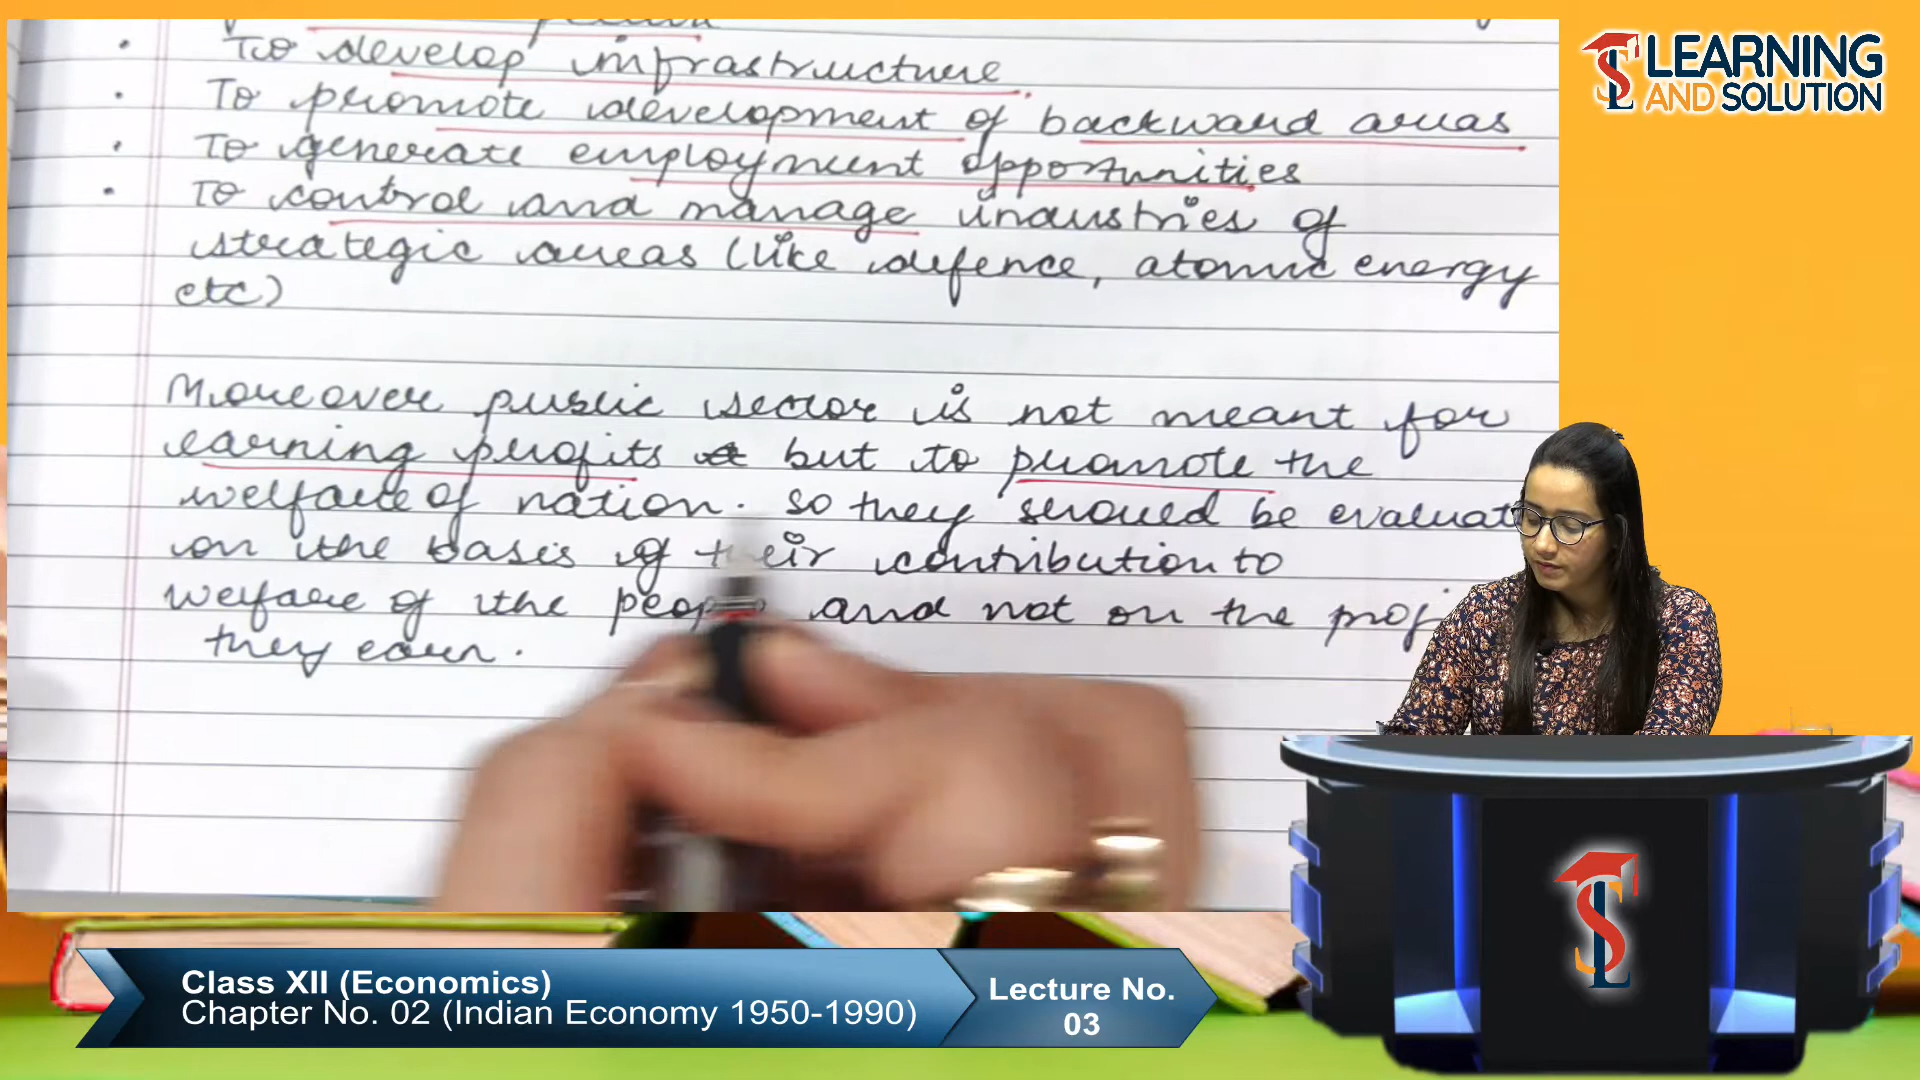 • To develop infrastructure.
• To promote development of backward areas
• To generate employment opportunities
• To control and manage industries of
strategic areas (like defence, atomic energy
etc)
Moreover public sector is not meant for
earning profits but to promote the
welfare of nation. So they should be evaluat
on the basis of their contribution to
welfare of the and not on the
they earn.
LEARNING
AND SOLUTION
Class XII (Economics)
Chapter No. 02 (Indian Economy 1950-1990)
Lecture No.
03